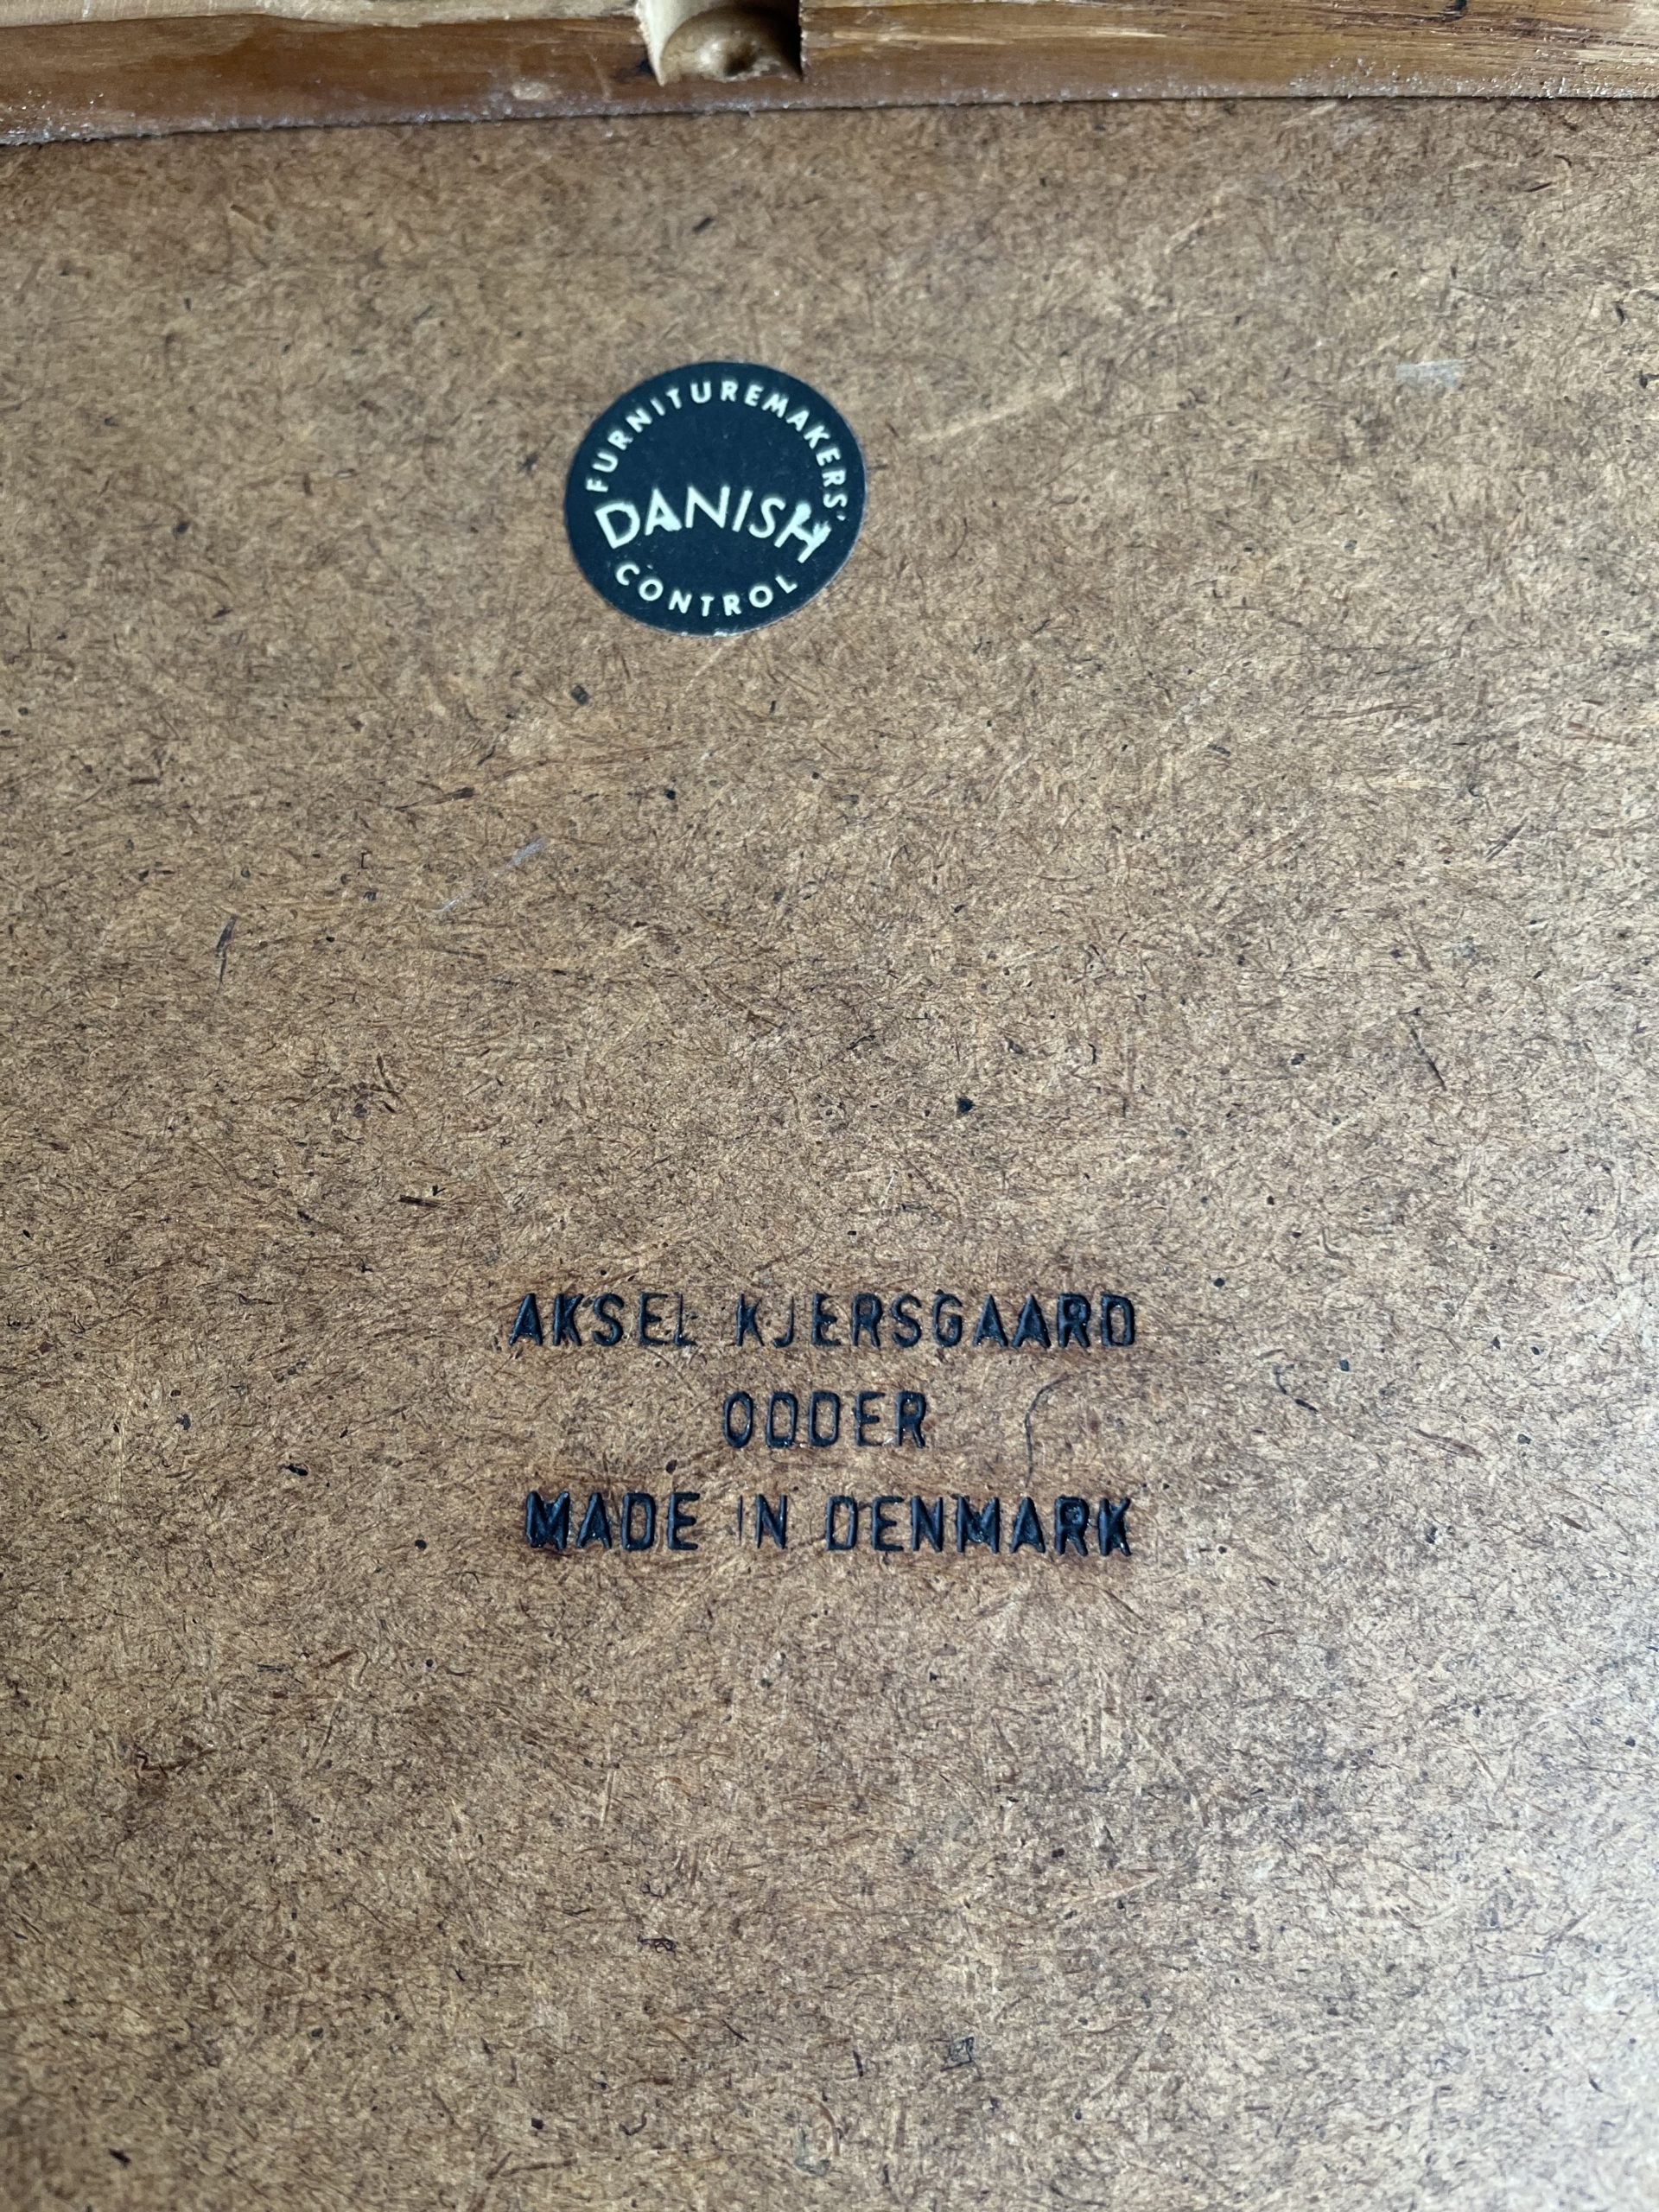 FURNITUREMAKERS'
DANISH
CONTROL
AKSEL KJERSGAARD
ODDER
MADE IN DENMARK